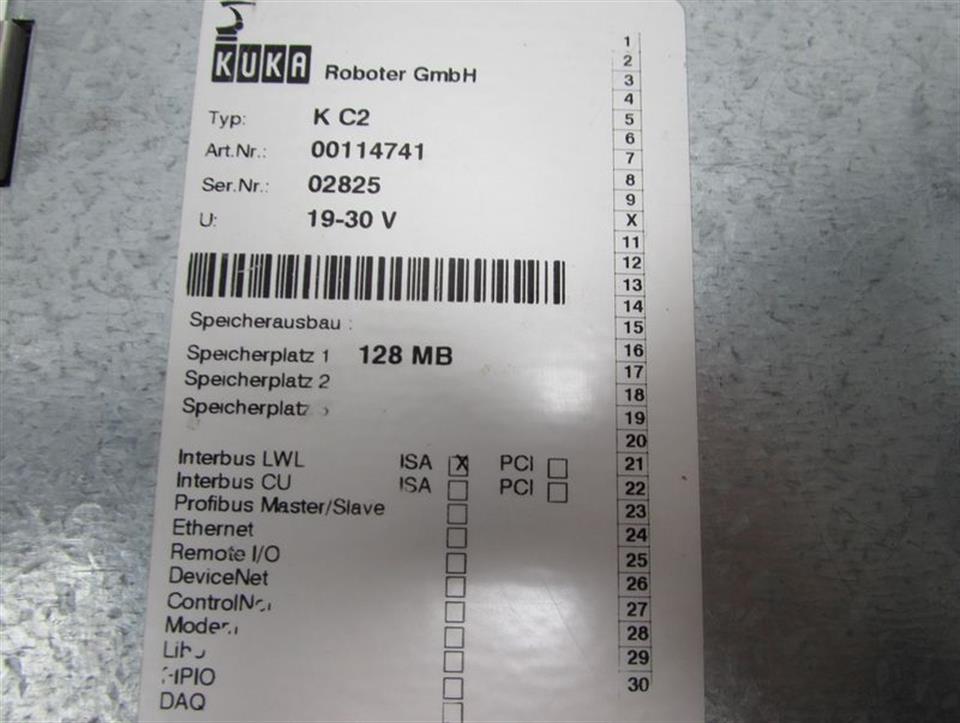 KUKA Roboter GmbH
Typ: K C2
Art.Nr.: 00114741
Ser.Nr.: 02825
U: 19-30 V
Speicherausbau :
Speicherplatz 1 128 MB
Speicherplatz 2
Speicherplatz
Interbus LWL ISA X PCI
Interbus CU ISA PCI
Profibus Master/Slave
Ethernet
Remote I/O
DeviceNet
DAQ
1
2
3
4
5
6
7
8
9
X
11
12
13
14
15
16
17
18
19
20
21
22
23
24
25
26
27
28
29
30